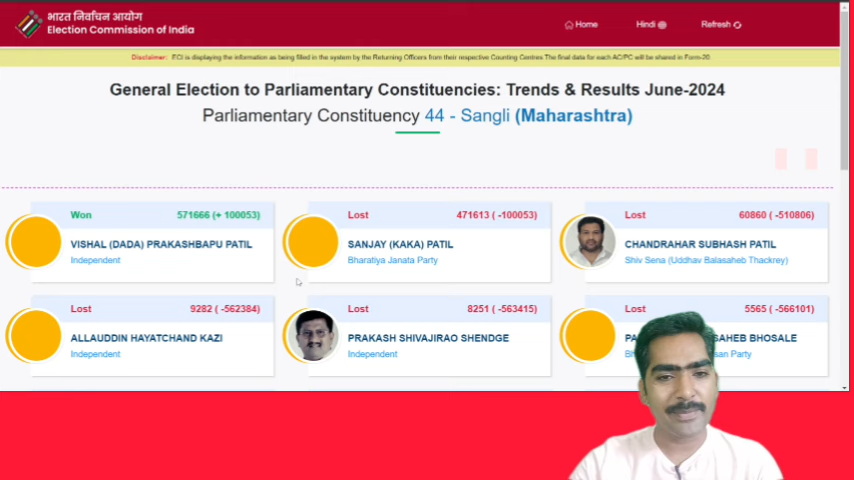 भारत निर्वाचन आयोग
Election Commission of India
Home
Hindi
Refresh
Disclaimer: ECI is displaying the information as being filled in the system by the Returning Officers from their respective Counting Centres.The final data for each AC/PC will be shared in Form-20.
General Election to Parliamentary Constituencies: Trends & Results June-2024
Parliamentary Constituency 44 - Sangli (Maharashtra)
Won 571666 (+ 100053)
VISHAL (DADA) PRAKASHBAPU PATIL
Independent
Lost 471613 ( -100053)
SANJAY (KAKA) PATIL
Bharatiya Janata Party
Lost 60860 ( -510806)
CHANDRAHAR SUBHASH PATIL
Shiv Sena (Uddhav Balasaheb Thackrey)
Lost 9282 ( -562384)
ALLAUDDIN HAYATCHAND KAZI
Independent
Lost 8251 ( -563415)
PRAKASH SHIVAJIRAO SHENDGE
Independent
Lost 5565 ( -566101)
SAHEB BHOSALE
Party